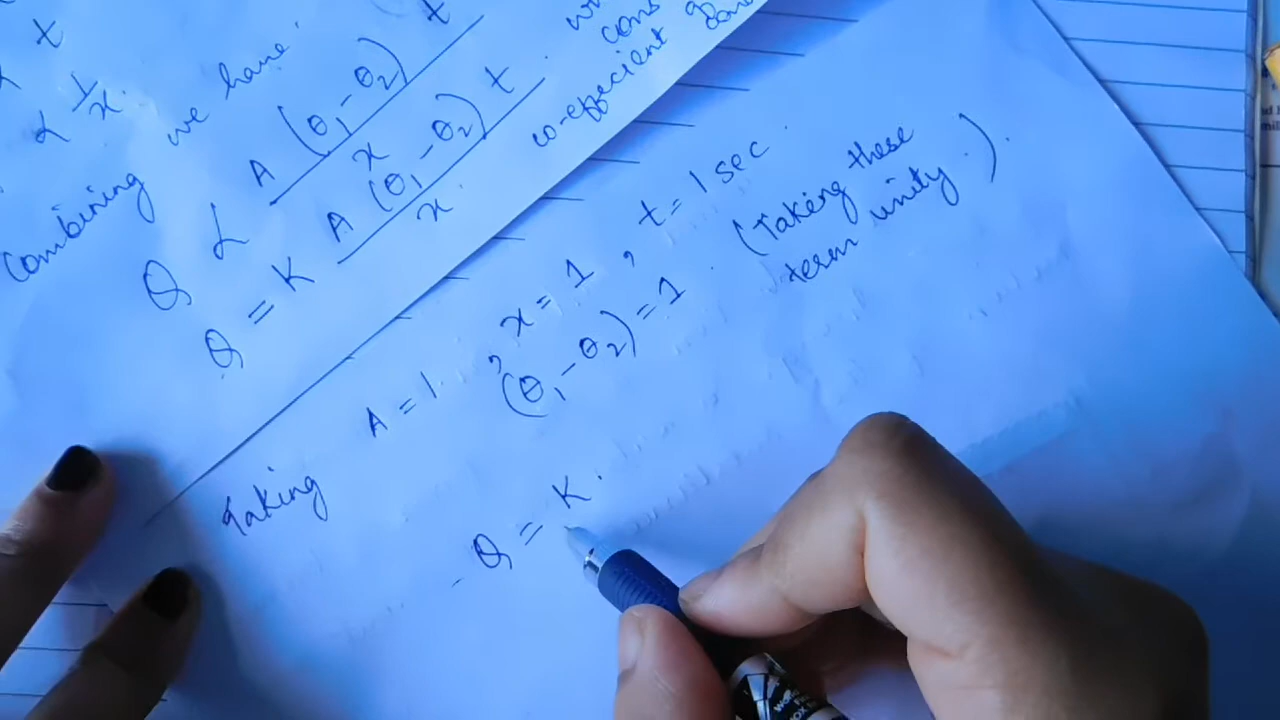 t
∝ 1/x.
Combining we have
Q ∝ A (θ₁ - θ₂) t / x
Q = K A (θ₁ - θ₂) t / x.
co-efficient
Taking A = 1, x = 1, t = 1 sec.
(θ₁ - θ₂) = 1. (Taking these
term unity.).
Q = K.